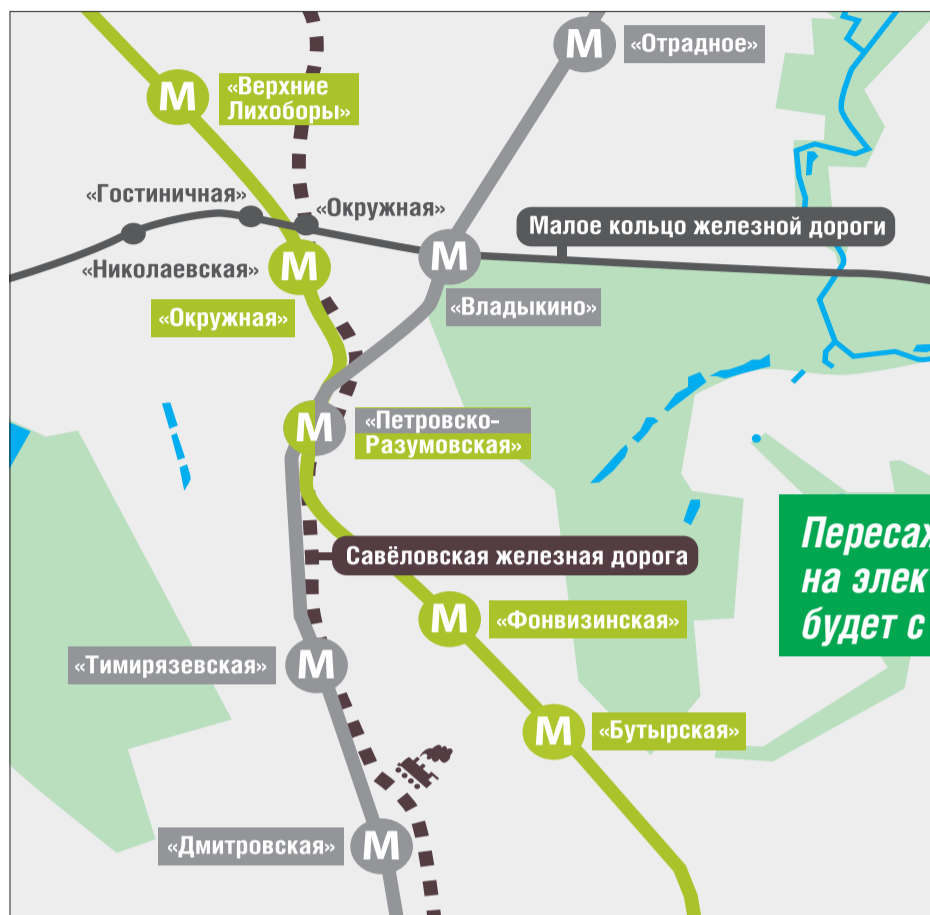 М «Отрадное»
М «Верхние
Лихоборы»
«Гостиничная»
«Окружная»
Малое кольцо железной дороги
«Николаевская»
М
М
«Окружная»
«Владыкино»
М «Петровско-
Разумовская»
Пересаж
на элек
будет с
Савёловская железная дорога
М «Фонвизинская»
«Тимирязевская» М
М «Бутырская»
«Дмитровская» М